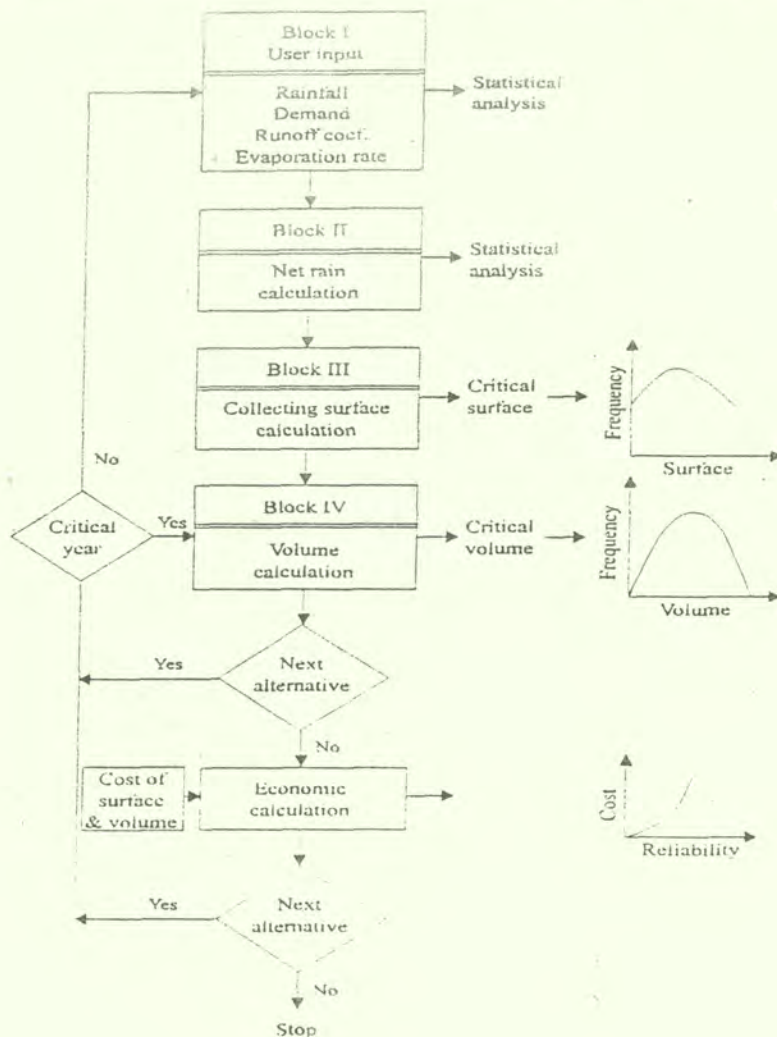 Block I
User input
Rainfall
Demand
Runoff coef.
Evaporation rate
Statistical
analysis
Block II
Net rain
calculation
Statistical
analysis
Block III
Collecting surface
calculation
Critical
surface
Frequency
Surface
No
Critical
year
Yes
Block IV
Volume
calculation
Critical
volume
Frequency
Volume
Yes
Next
alternative
No
Cost of
surface
& volume
Economic
calculation
Cost
Reliability
Yes
Next
alternative
No
Stop